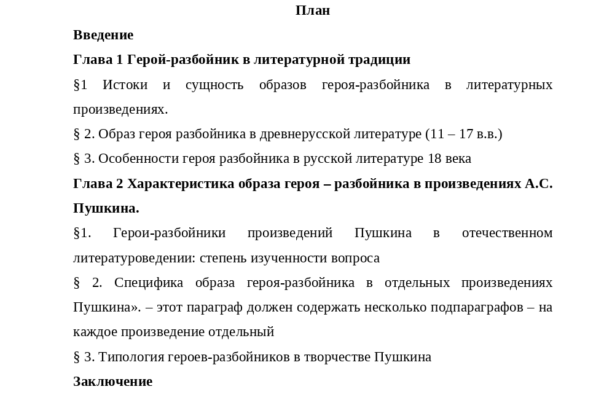 План
Введение
Глава 1 Герой-разбойник в литературной традиции
§1 Истоки и сущность образов героя-разбойника в литературных
произведениях.
§ 2. Образ героя разбойника в древнерусской литературе (11 – 17 в.в.)
§ 3. Особенности героя разбойника в русской литературе 18 века
Глава 2 Характеристика образа героя – разбойника в произведениях А.С.
Пушкина.
§1. Герои-разбойники произведений Пушкина в отечественном
литературоведении: степень изученности вопроса
§ 2. Специфика образа героя-разбойника в отдельных произведениях
Пушкина». – этот параграф должен содержать несколько подпараграфов – на
каждое произведение отдельный
§ 3. Типология героев-разбойников в творчестве Пушкина
Заключение